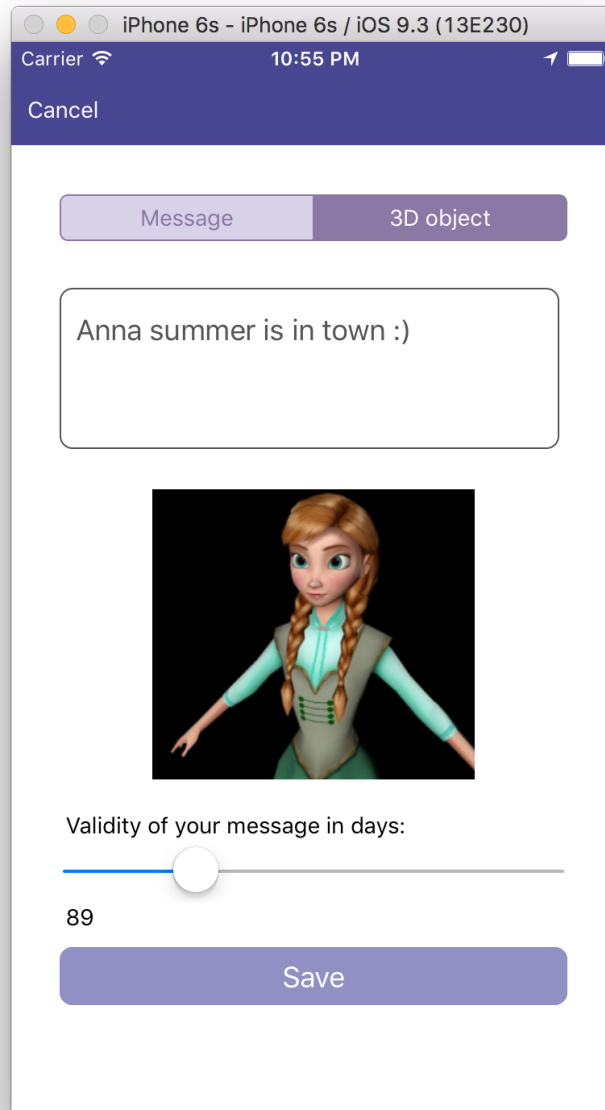 iPhone 6s - iPhone 6s / iOS 9.3 (13E230)
Carrier 10:55 PM
Cancel
Message 3D object
Anna summer is in town :)
Validity of your message in days:
89
Save